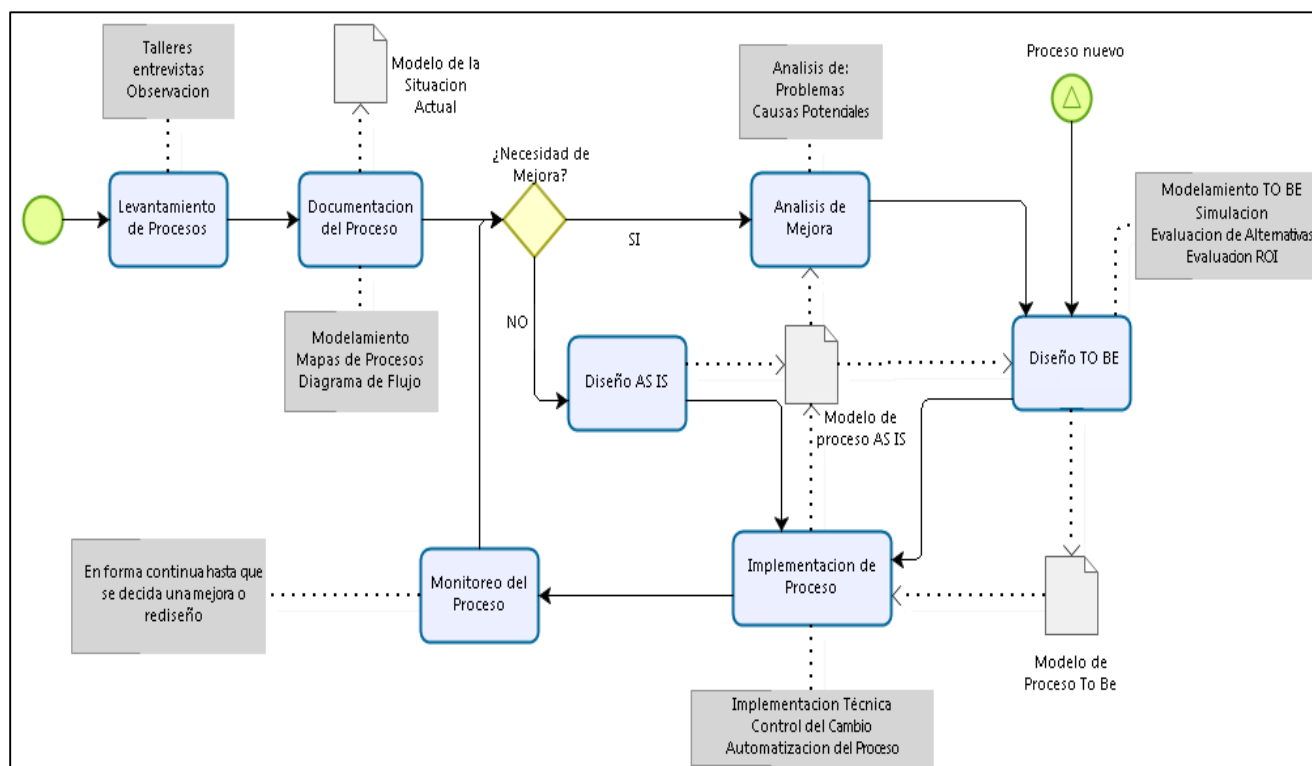 Talleres
entrevistas
Observacion
Modelo de la
Situacion
Actual
Analisis de:
Problemas
Causas Potenciales
Proceso nuevo
¿Necesidad de
Mejora?
Levantamiento
de Procesos
Documentacion
del Proceso
SI
Analisis de
Mejora
Modelamiento TO BE
Simulacion
Evaluacion de Alternativas
Evaluacion ROI
Modelamiento
Mapas de Procesos
Diagrama de Flujo
NO
Diseño AS IS
Modelo de
proceso AS IS
Diseño TO BE
En forma continua hasta que
se decida una mejora o
rediseño
Monitoreo del
Proceso
Implementacion de
Proceso
Modelo de
Proceso To Be
Implementacion Técnica
Control del Cambio
Automatizacion del Proceso